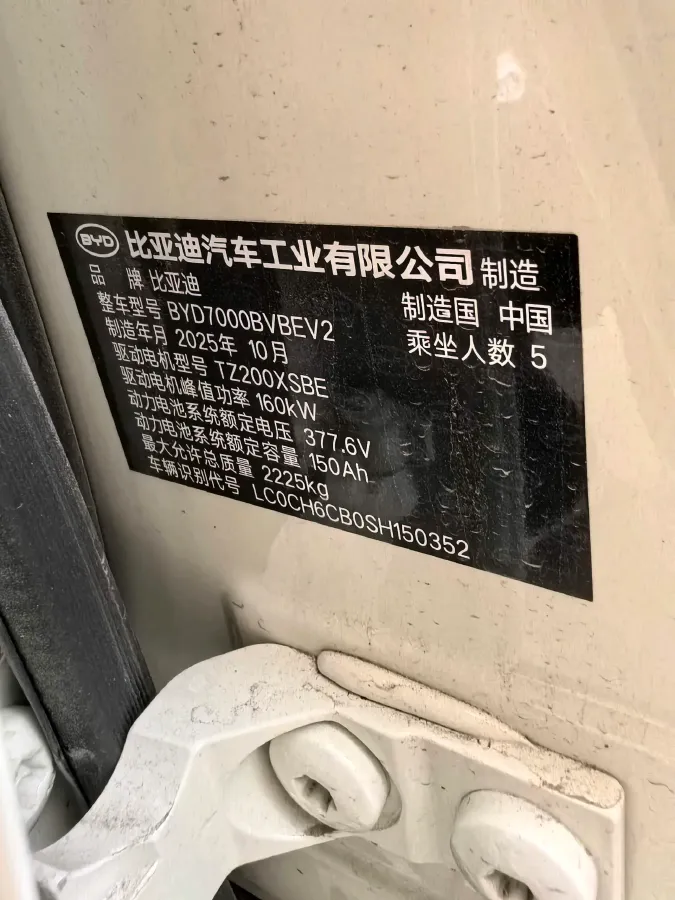 BYD 比亚迪汽车工业有限公司 制造
品 牌 比亚迪
制造国 中国
整车型号 BYD7000BVBEV2
乘坐人数 5
制造年月 2025年 10月
驱动电机型号 TZ200XSBE
驱动电机峰值功率 160kW
动力电池系统额定电压 377.6V
动力电池系统额定容量 150Ah
最大允许总质量 2225kg
车辆识别代号 LC0CH6CB0SH150352